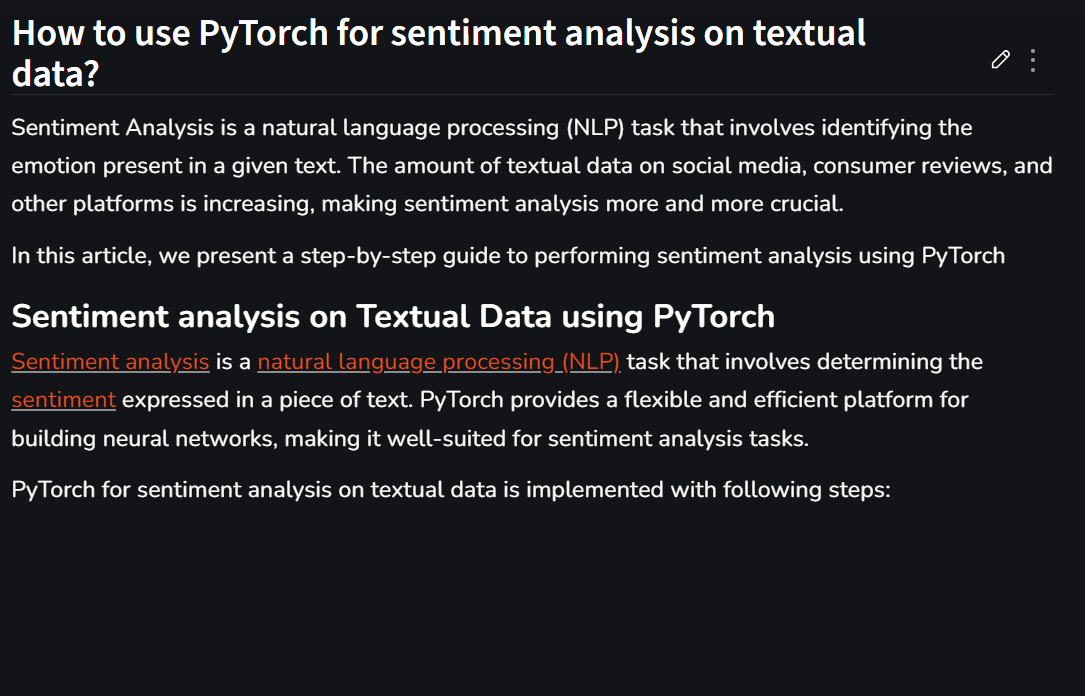 How to use PyTorch for sentiment analysis on textual
data?
Sentiment Analysis is a natural language processing (NLP) task that involves identifying the
emotion present in a given text. The amount of textual data on social media, consumer reviews, and
other platforms is increasing, making sentiment analysis more and more crucial.
In this article, we present a step-by-step guide to performing sentiment analysis using PyTorch
Sentiment analysis on Textual Data using PyTorch
Sentiment analysis is a natural language processing (NLP) task that involves determining the
sentiment expressed in a piece of text. PyTorch provides a flexible and efficient platform for
building neural networks, making it well-suited for sentiment analysis tasks.
PyTorch for sentiment analysis on textual data is implemented with following steps: